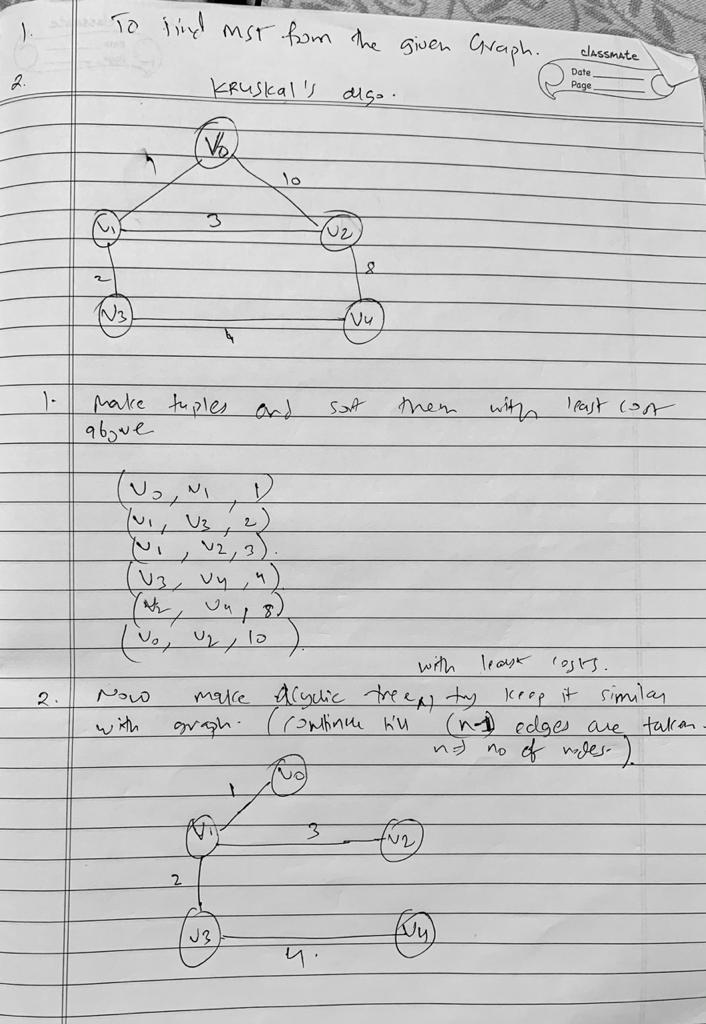 1. To find MST from the given Graph.
classmate
Date
Page
2. Kruskal's algo.
V0
1
10
V1
3
V2
2
8
V3
4
V4
1. Make tuples and sort them with least cost
above
(V0, V1, 1)
(V1, V3, 2)
(V1, V2, 3).
(V3, V4, 4)
(V2, V4, 8)
(V0, V2, 10).
with least costs.
2. Now make Acyclic tree, try keep it similar
with graph. (continue till (n-1) edges are taken.
n => no of nodes.)
V0
1
V1
3
V2
2
V3
4.
V4